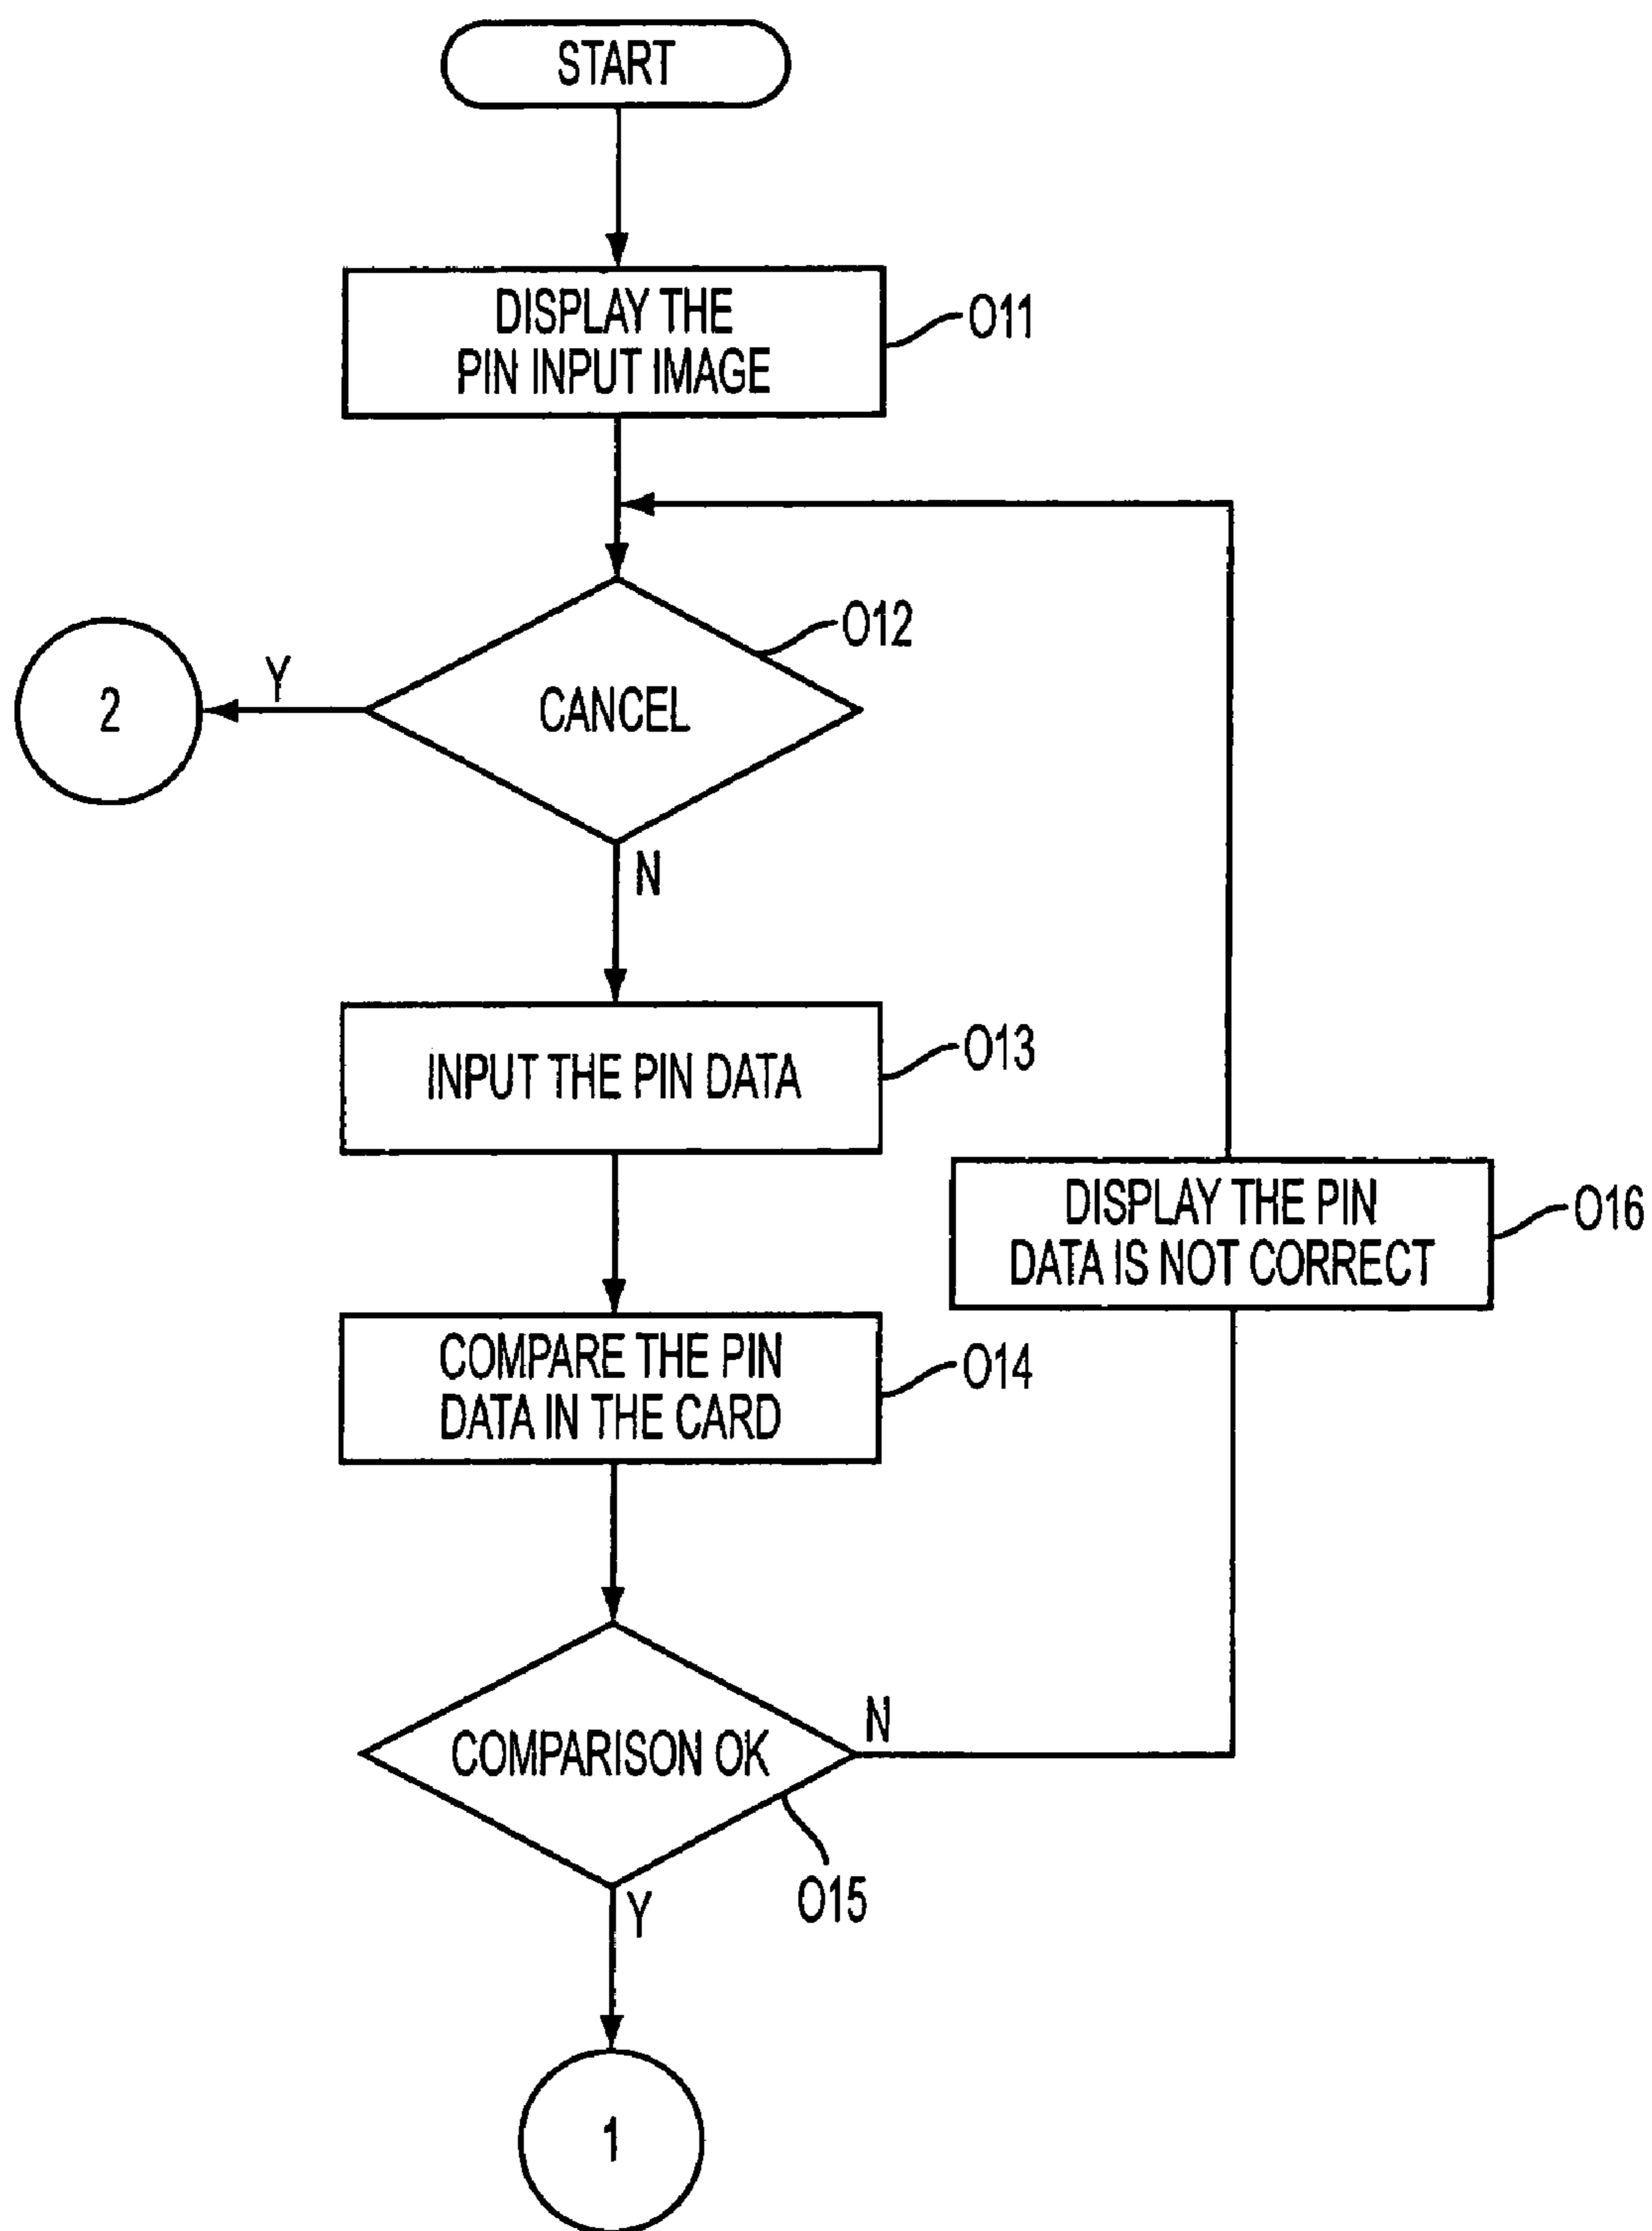 START
DISPLAY THE
PIN INPUT IMAGE
O11
O12
CANCEL
Y
2
N
INPUT THE PIN DATA
O13
DISPLAY THE PIN
DATA IS NOT CORRECT
O16
COMPARE THE PIN
DATA IN THE CARD
O14
COMPARISON OK
N
O15
Y
1